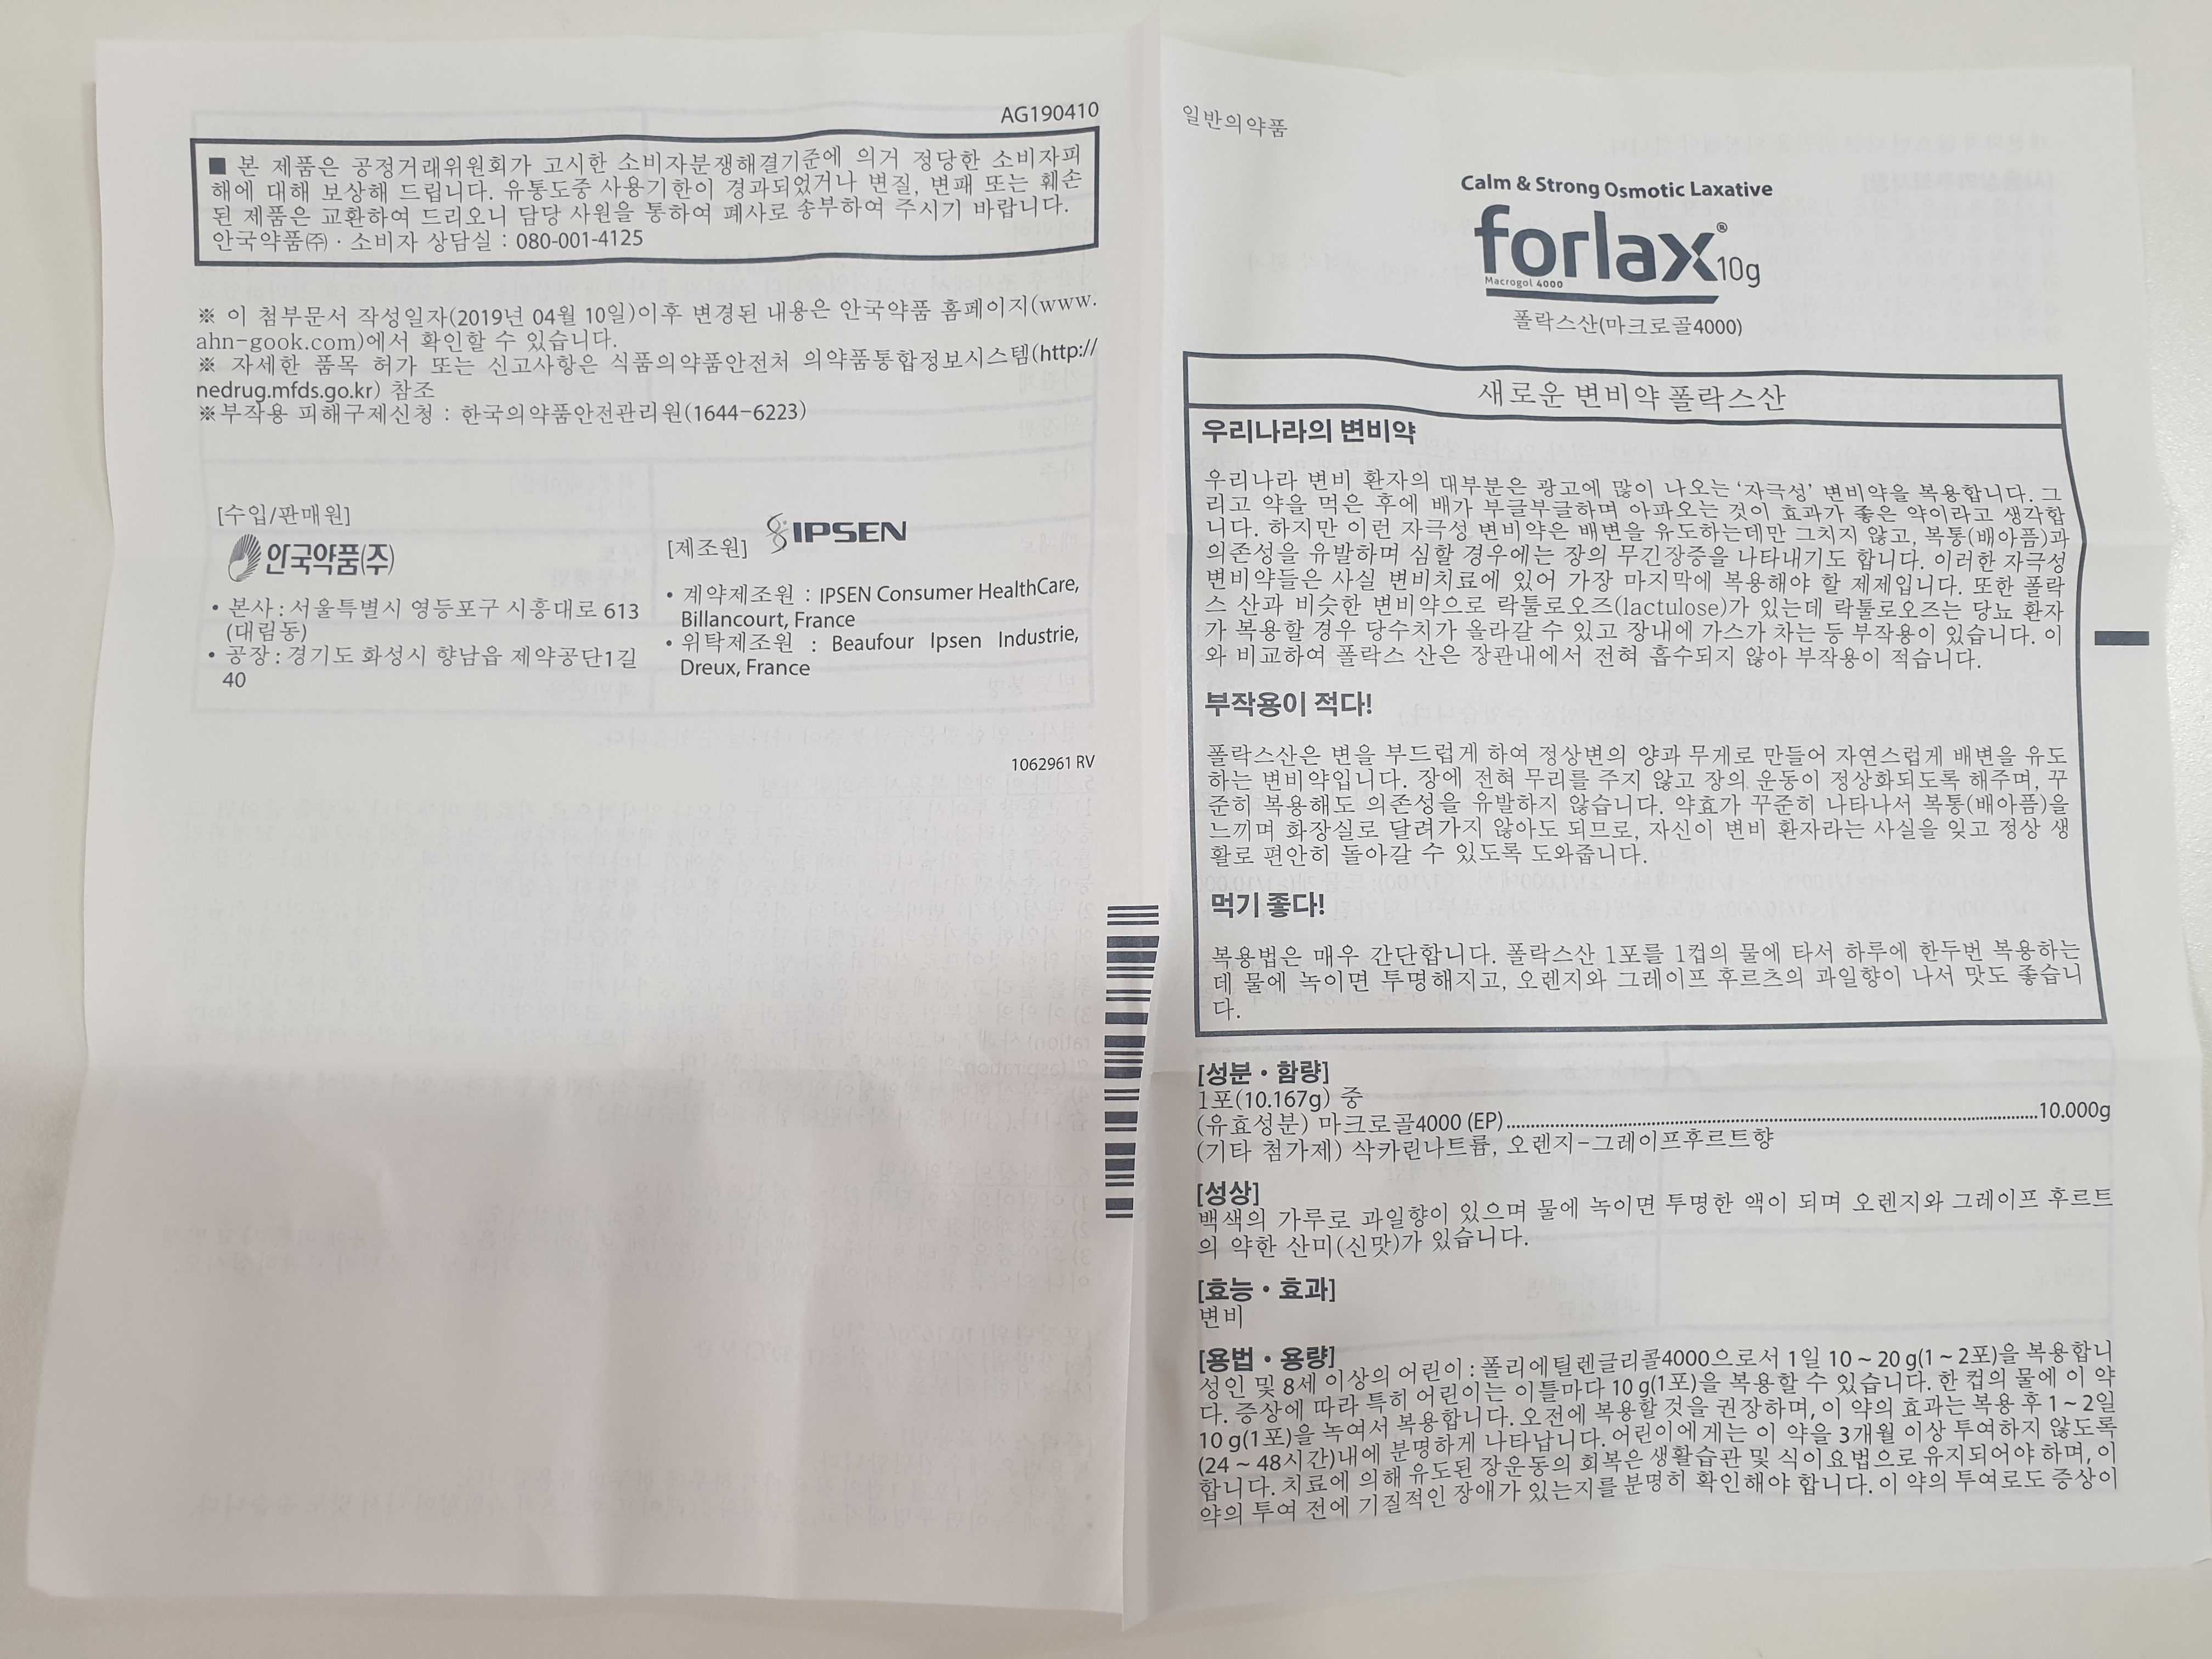 AG190410
■ 본 제품은 공정거래위원회가 고시한 소비자분쟁해결기준에 의거 정당한 소비자피
해에 대해 보상해 드립니다. 유통도중 사용기한이 경과되었거나 변질, 변패 또는 훼손
된 제품은 교환하여 드리오니 담당 사원을 통하여 폐사로 송부하여 주시기 바랍니다.
안국약품㈜ · 소비자 상담실 : 080-001-4125
※ 이 첨부문서 작성일자(2019년 04월 10일)이후 변경된 내용은 안국약품 홈페이지(www.
ahn-gook.com)에서 확인할 수 있습니다.
※ 자세한 품목 허가 또는 신고사항은 식품의약품안전처 의약품통합정보시스템(http://
nedrug.mfds.go.kr) 참조
※부작용 피해구제신청 : 한국의약품안전관리원(1644-6223)
[수입/판매원]
안국약품(주)
• 본사 : 서울특별시 영등포구 시흥대로 613
(대림동)
• 공장 : 경기도 화성시 향남읍 제약공단1길
40
[제조원] IPSEN
• 계약제조원 : IPSEN Consumer HealthCare,
Billancourt, France
• 위탁제조원 : Beaufour Ipsen Industrie,
Dreux, France
1062961 RV
일반의약품
Calm & Strong Osmotic Laxative
forlax® 10g
Macrogol 4000
폴락스산(마크로골4000)
새로운 변비약 폴락스산
우리나라의 변비약
우리나라 변비 환자의 대부분은 광고에 많이 나오는 ‘자극성’ 변비약을 복용합니다. 그
리고 약을 먹은 후에 배가 부글부글하며 아파오는 것이 효과가 좋은 약이라고 생각합
니다. 하지만 이런 자극성 변비약은 배변을 유도하는데만 그치지 않고, 복통(배아픔)과
의존성을 유발하며 심할 경우에는 장의 무긴장증을 나타내기도 합니다. 이러한 자극성
변비약들은 사실 변비치료에 있어 가장 마지막에 복용해야 할 제제입니다. 또한 폴락
스 산과 비슷한 변비약으로 락툴로오즈(lactulose)가 있는데 락툴로오즈는 당뇨 환자
가 복용할 경우 당수치가 올라갈 수 있고 장내에 가스가 차는 등 부작용이 있습니다. 이
와 비교하여 폴락스 산은 장관내에서 전혀 흡수되지 않아 부작용이 적습니다.
부작용이 적다!
폴락스산은 변을 부드럽게 하여 정상변의 양과 무게로 만들어 자연스럽게 배변을 유도
하는 변비약입니다. 장에 전혀 무리를 주지 않고 장의 운동이 정상화되도록 해주며, 꾸
준히 복용해도 의존성을 유발하지 않습니다. 약효가 꾸준히 나타나서 복통(배아픔)을
느끼며 화장실로 달려가지 않아도 되므로, 자신이 변비 환자라는 사실을 잊고 정상 생
활로 편안히 돌아갈 수 있도록 도와줍니다.
먹기 좋다!
복용법은 매우 간단합니다. 폴락스산 1포를 1컵의 물에 타서 하루에 한두번 복용하는
데 물에 녹이면 투명해지고, 오렌지와 그레이프 후르츠의 과일향이 나서 맛도 좋습니
다.
[성분 • 함량]
1포(10.167g) 중
(유효성분) 마크로골4000 (EP)..........10.000g
(기타 첨가제) 삭카린나트륨, 오렌지-그레이프후르트향
[성상]
백색의 가루로 과일향이 있으며 물에 녹이면 투명한 액이 되며 오렌지와 그레이프 후르트
의 약한 산미(신맛)가 있습니다.
[효능 • 효과]
변비
[용법 • 용량]
성인 및 8세 이상의 어린이 : 폴리에틸렌글리콜4000으로서 1일 10 ~ 20 g(1 ~ 2포)을 복용합니
다. 증상에 따라 특히 어린이는 이틀마다 10 g(1포)을 복용할 수 있습니다. 한 컵의 물에 이 약
10 g(1포)을 녹여서 복용합니다. 오전에 복용할 것을 권장하며, 이 약의 효과는 복용 후 1 ~ 2일
(24 ~ 48시간)내에 분명하게 나타납니다. 어린이에게는 이 약을 3개월 이상 투여하지 않도록
합니다. 치료에 의해 유도된 장운동의 회복은 생활습관 및 식이요법으로 유지되어야 하며, 이
약의 투여 전에 기질적인 장애가 있는지를 분명히 확인해야 합니다. 이 약의 투여로도 증상이